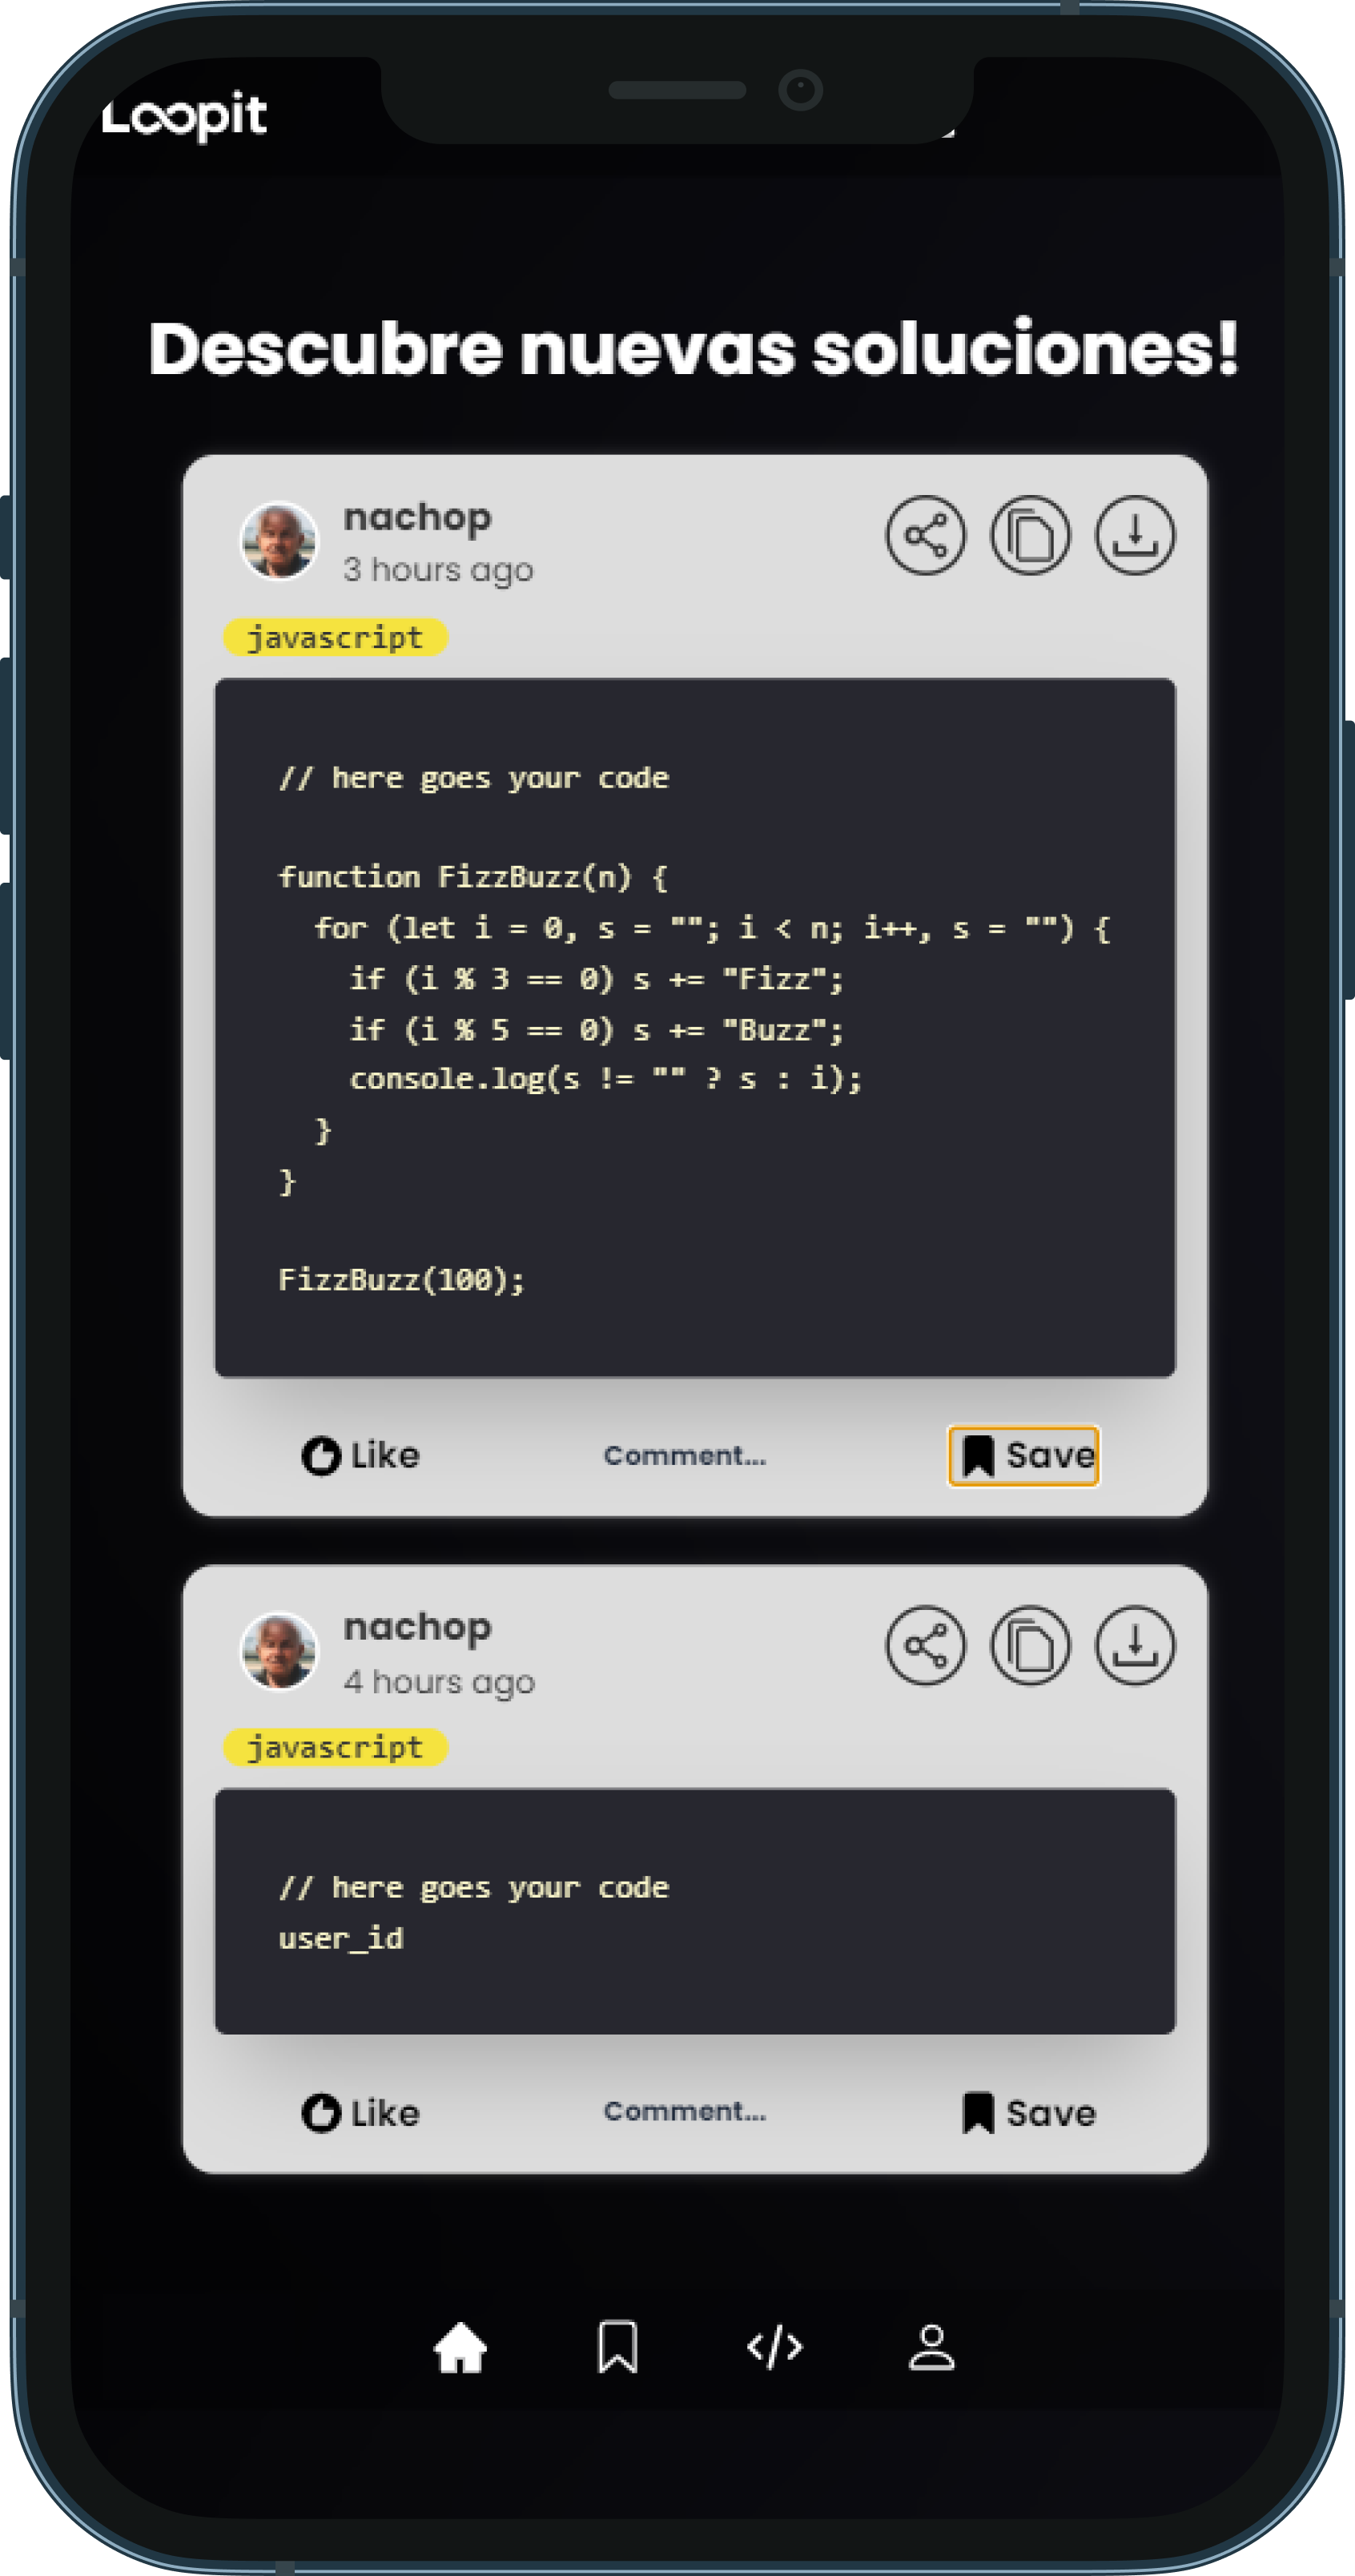 Loopit
Descubre nuevas soluciones!
nachop
3 hours ago
javascript
// here goes your code
function FizzBuzz(n) {
  for (let i = 0, s = ""; i < n; i++, s = "") {
    if (i % 3 == 0) s += "Fizz";
    if (i % 5 == 0) s += "Buzz";
    console.log(s != "" ? s : i);
  }
}
FizzBuzz(100);
Like Comment... Save
nachop
4 hours ago
javascript
// here goes your code
user_id
Like Comment... Save